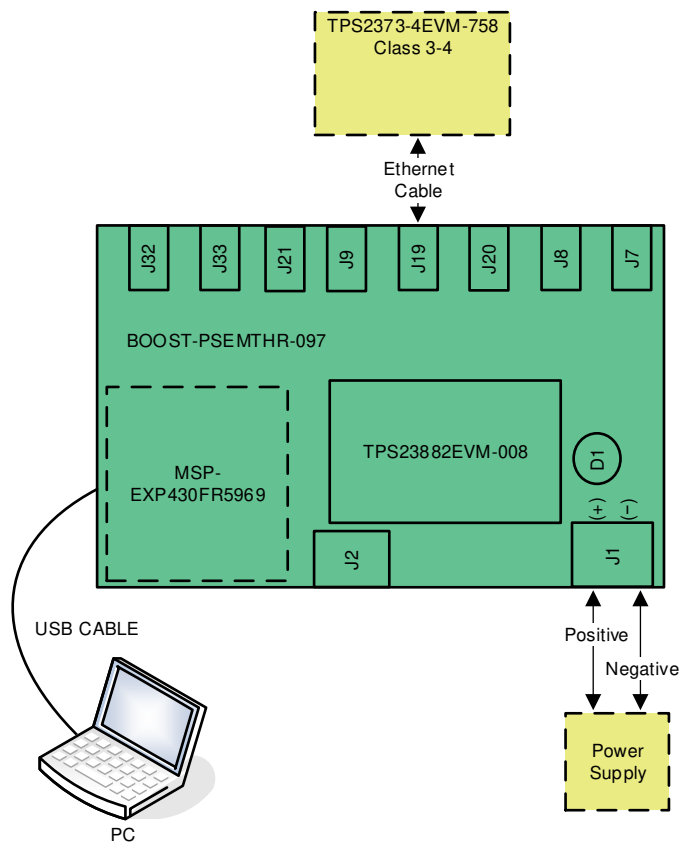 TPS2373-4EVM-758
Class 3-4
Ethernet
Cable
J32
J33
J21
J9
J19
J20
J8
J7
BOOST-PSEMTHR-097
MSP-
EXP430FR5969
TPS23882EVM-008
D1
(+)
(−)
J2
J1
USB CABLE
Positive
Negative
Power
Supply
PC